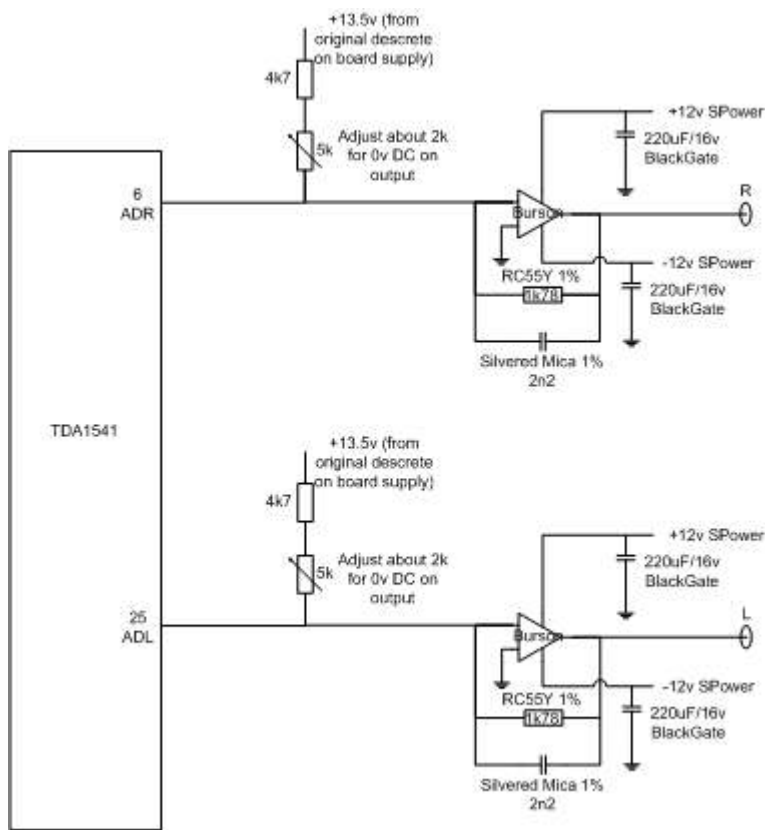 +13.5v (from
original descrete
on board supply)
4k7
5k
Adjust about 2k
for 0v DC on
output
+12v SPower
220uF/16v
BlackGate
6
ADR
Burson
R
-12v SPower
RC55Y 1%
1k78
220uF/16v
BlackGate
Silvered Mica 1%
2n2
TDA1541
+13.5v (from
original descrete
on board supply)
4k7
5k
Adjust about 2k
for 0v DC on
output
+12v SPower
220uF/16v
BlackGate
25
ADL
Burson
L
-12v SPower
RC55Y 1%
1k78
220uF/16v
BlackGate
Silvered Mica 1%
2n2